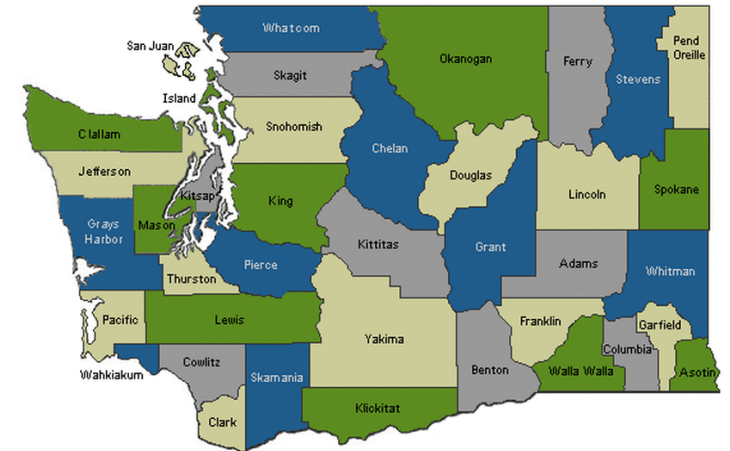 Whatcom
Okanogan
Ferry
Stevens
Pend
Oreille
San Juan
Skagit
Island
Snohomish
Clallam
Chelan
Jefferson
Douglas
Lincoln
Spokane
Kitsap
King
Mason
Grays
Harbor
Kittitas
Grant
Adams
Whitman
Pierce
Thurston
Pacific
Lewis
Yakima
Franklin
Garfield
Columbia
Wahkiakum
Cowlitz
Skamania
Benton
Walla Walla
Asotin
Klickitat
Clark